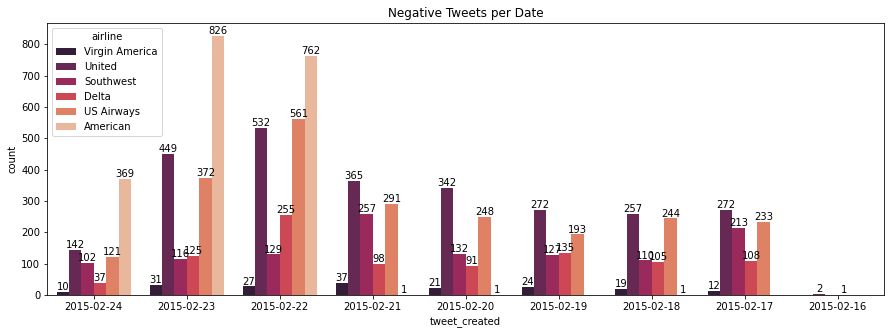 Negative Tweets per Date
airline
Virgin America
United
Southwest
Delta
US Airways
American
count
800
700
600
500
400
300
200
100
0
10 142 102 37 121 369
31 449 116 125 372 826
27 532 129 255 561 762
37 365 257 98 291 1
21 342 132 91 248 1
24 272 127 135 193
19 257 110 105 244 1
12 272 213 108 233
2 1
2015-02-24 2015-02-23 2015-02-22 2015-02-21 2015-02-20 2015-02-19 2015-02-18 2015-02-17 2015-02-16
tweet_created